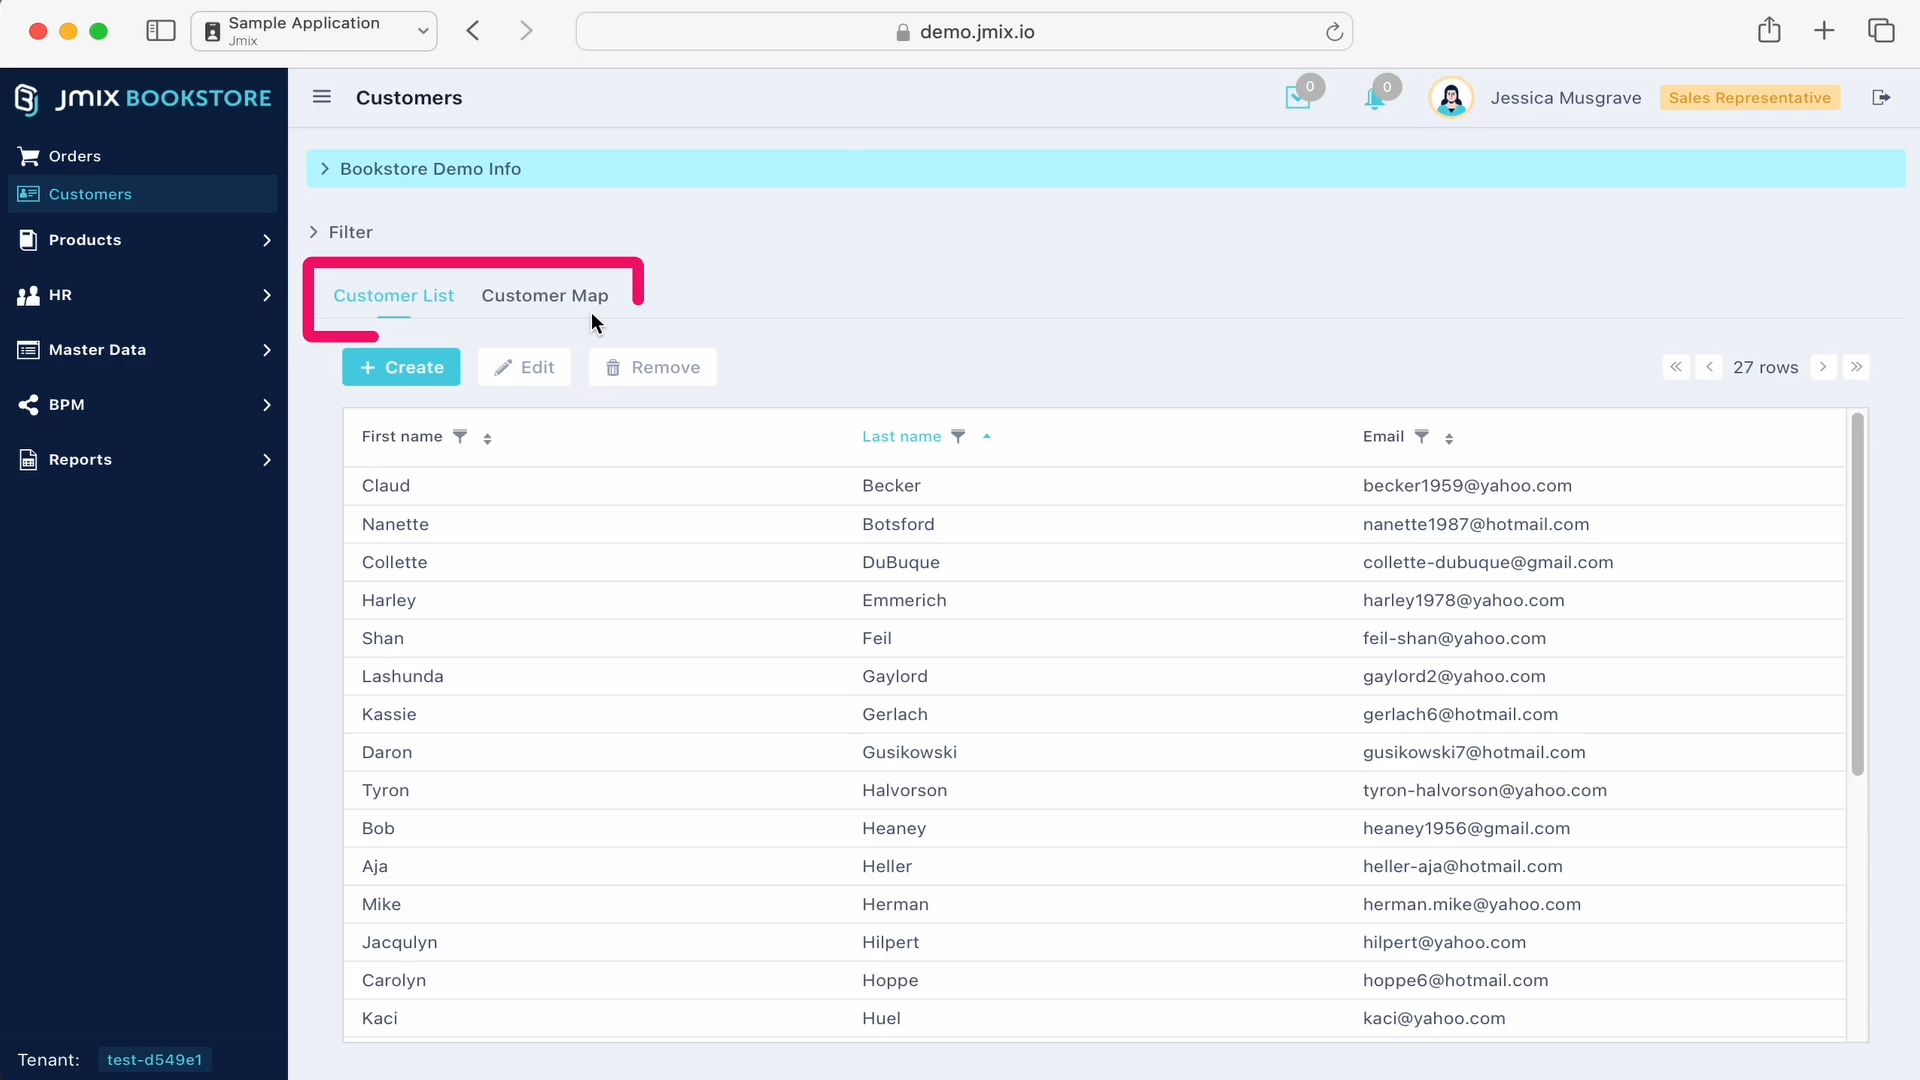 Sample Application
Jmix
demo.jmix.io
JMIX BOOKSTORE
Customers
0
0
Jessica Musgrave
Sales Representative
Orders
Customers
Products
HR
Master Data
BPM
Reports
Tenant: test-d549e1
Bookstore Demo Info
Filter
Customer List Customer Map
Create Edit Remove
27 rows
First name Last name Email
Claud Becker becker1959@yahoo.com
Nanette Botsford nanette1987@hotmail.com
Collette DuBuque collette-dubuque@gmail.com
Harley Emmerich harley1978@yahoo.com
Shan Feil feil-shan@yahoo.com
Lashunda Gaylord gaylord2@yahoo.com
Kassie Gerlach gerlach6@hotmail.com
Daron Gusikowski gusikowski7@hotmail.com
Tyron Halvorson tyron-halvorson@yahoo.com
Bob Heaney heaney1956@gmail.com
Aja Heller heller-aja@hotmail.com
Mike Herman herman.mike@yahoo.com
Jacqulyn Hilpert hilpert@yahoo.com
Carolyn Hoppe hoppe6@hotmail.com
Kaci Huel kaci@yahoo.com